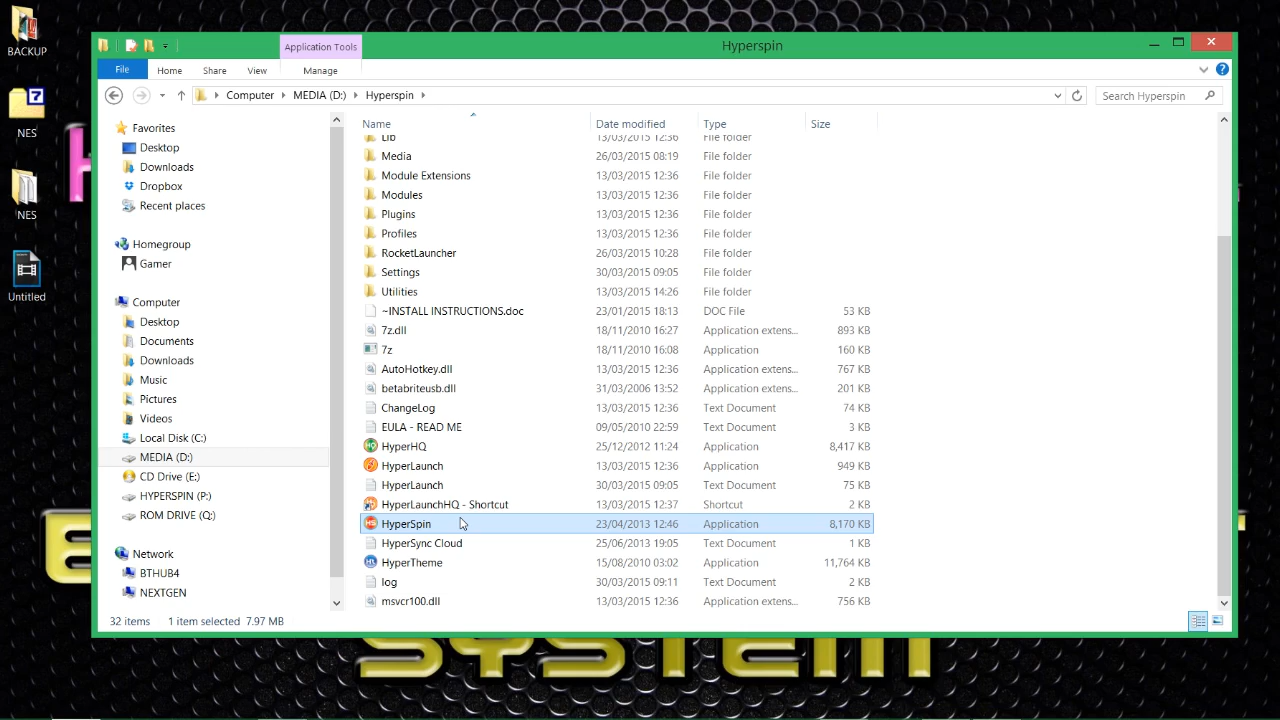 BACKUP
NES
NES
Untitled
Application Tools
Hyperspin
File Home Share View Manage
Computer MEDIA (D:) Hyperspin
Search Hyperspin
Favorites
Desktop
Downloads
Dropbox
Recent places
Homegroup
Gamer
Computer
Desktop
Documents
Downloads
Music
Pictures
Videos
Local Disk (C:)
MEDIA (D:)
CD Drive (E:)
HYPERSPIN (P:)
ROM DRIVE (Q:)
Network
BTHUB4
NEXTGEN
Name Date modified Type Size
Lib 13/03/2015 12:36 File folder
Media 26/03/2015 08:19 File folder
Module Extensions 13/03/2015 12:36 File folder
Modules 13/03/2015 12:36 File folder
Plugins 13/03/2015 12:36 File folder
Profiles 13/03/2015 12:36 File folder
RocketLauncher 26/03/2015 10:28 File folder
Settings 30/03/2015 09:05 File folder
Utilities 13/03/2015 14:26 File folder
~INSTALL INSTRUCTIONS.doc 23/01/2015 18:13 DOC File 53 KB
7z.dll 18/11/2010 16:27 Application extens... 893 KB
7z 18/11/2010 16:08 Application 160 KB
AutoHotkey.dll 13/03/2015 12:36 Application extens... 767 KB
betabriteusb.dll 31/03/2006 13:52 Application extens... 201 KB
ChangeLog 13/03/2015 12:36 Text Document 74 KB
EULA - READ ME 09/05/2010 22:59 Text Document 3 KB
HyperHQ 25/12/2012 11:24 Application 8,417 KB
HyperLaunch 13/03/2015 12:36 Application 949 KB
HyperLaunch 30/03/2015 09:05 Text Document 75 KB
HyperLaunchHQ - Shortcut 13/03/2015 12:37 Shortcut 2 KB
HyperSpin 23/04/2013 12:46 Application 8,170 KB
HyperSync Cloud 25/06/2013 19:05 Text Document 1 KB
HyperTheme 15/08/2010 03:02 Application 11,764 KB
log 30/03/2015 09:11 Text Document 2 KB
msvcr100.dll 13/03/2015 12:36 Application extens... 756 KB
32 items 1 item selected 7.97 MB
SYSTEM